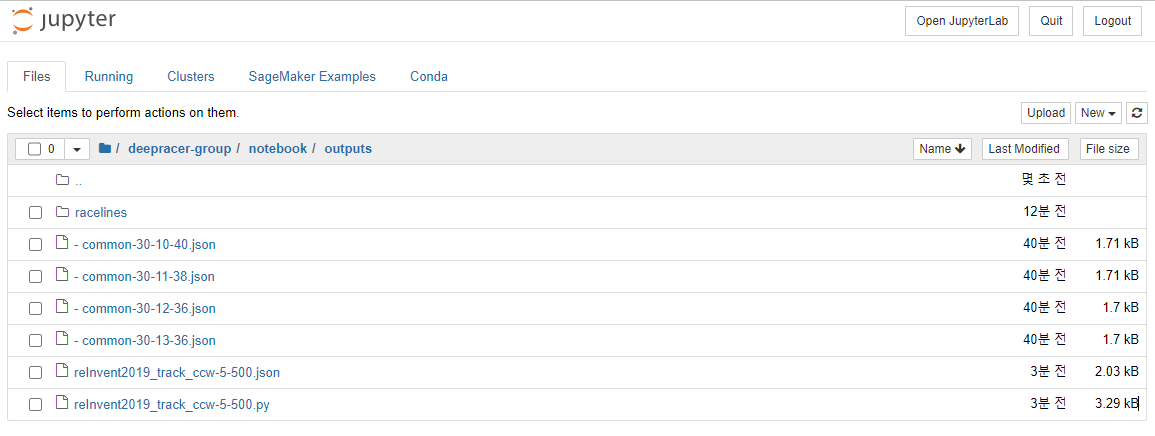 jupyter Open JupyterLab Quit Logout
Files Running Clusters SageMaker Examples Conda
Select items to perform actions on them. Upload New
0 / deepracer-group / notebook / outputs Name Last Modified File size
.. 몇 초 전
racelines 12분 전
- common-30-10-40.json 40분 전 1.71 kB
- common-30-11-38.json 40분 전 1.71 kB
- common-30-12-36.json 40분 전 1.7 kB
- common-30-13-36.json 40분 전 1.7 kB
reInvent2019_track_ccw-5-500.json 3분 전 2.03 kB
reInvent2019_track_ccw-5-500.py 3분 전 3.29 kB